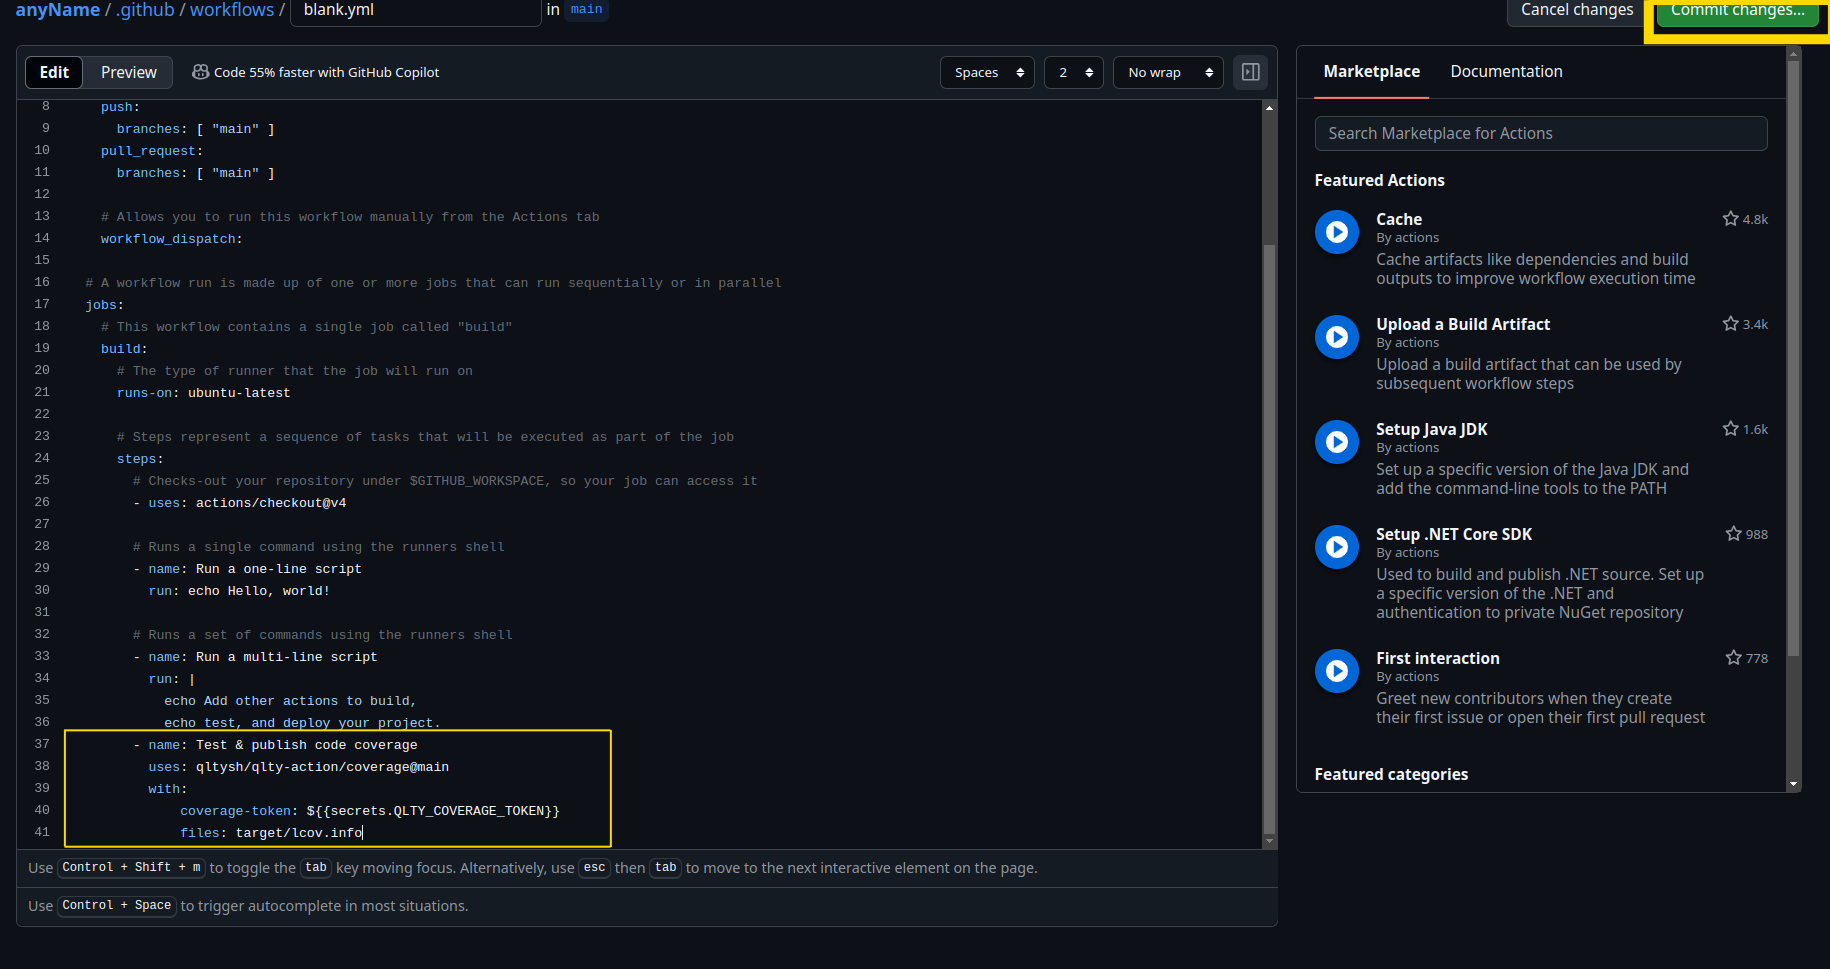 anyName / .github / workflows / blank.yml in main Cancel changes Commit changes...
Edit Preview Code 55% faster with GitHub Copilot Spaces 2 No wrap
8 push:
9 branches: [ "main" ]
10 pull_request:
11 branches: [ "main" ]
12
13 # Allows you to run this workflow manually from the Actions tab
14 workflow_dispatch:
15
16 # A workflow run is made up of one or more jobs that can run sequentially or in parallel
17 jobs:
18 # This workflow contains a single job called "build"
19 build:
20 # The type of runner that the job will run on
21 runs-on: ubuntu-latest
22
23 # Steps represent a sequence of tasks that will be executed as part of the job
24 steps:
25 # Checks-out your repository under $GITHUB_WORKSPACE, so your job can access it
26 - uses: actions/checkout@v4
27
28 # Runs a single command using the runners shell
29 - name: Run a one-line script
30 run: echo Hello, world!
31
32 # Runs a set of commands using the runners shell
33 - name: Run a multi-line script
34 run: |
35 echo Add other actions to build,
36 echo test, and deploy your project.
37 - name: Test & publish code coverage
38 uses: qltysh/qlty-action/coverage@main
39 with:
40 coverage-token: ${{secrets.QLTY_COVERAGE_TOKEN}}
41 files: target/lcov.info
Use Control + Shift + m to toggle the tab key moving focus. Alternatively, use esc then tab to move to the next interactive element on the page.
Use Control + Space to trigger autocomplete in most situations.
Marketplace Documentation
Search Marketplace for Actions
Featured Actions
Cache 4.8k
By actions
Cache artifacts like dependencies and build
outputs to improve workflow execution time
Upload a Build Artifact 3.4k
By actions
Upload a build artifact that can be used by
subsequent workflow steps
Setup Java JDK 1.6k
By actions
Set up a specific version of the Java JDK and
add the command-line tools to the PATH
Setup .NET Core SDK 988
By actions
Used to build and publish .NET source. Set up
a specific version of the .NET and
authentication to private NuGet repository
First interaction 778
By actions
Greet new contributors when they create
their first issue or open their first pull request
Featured categories